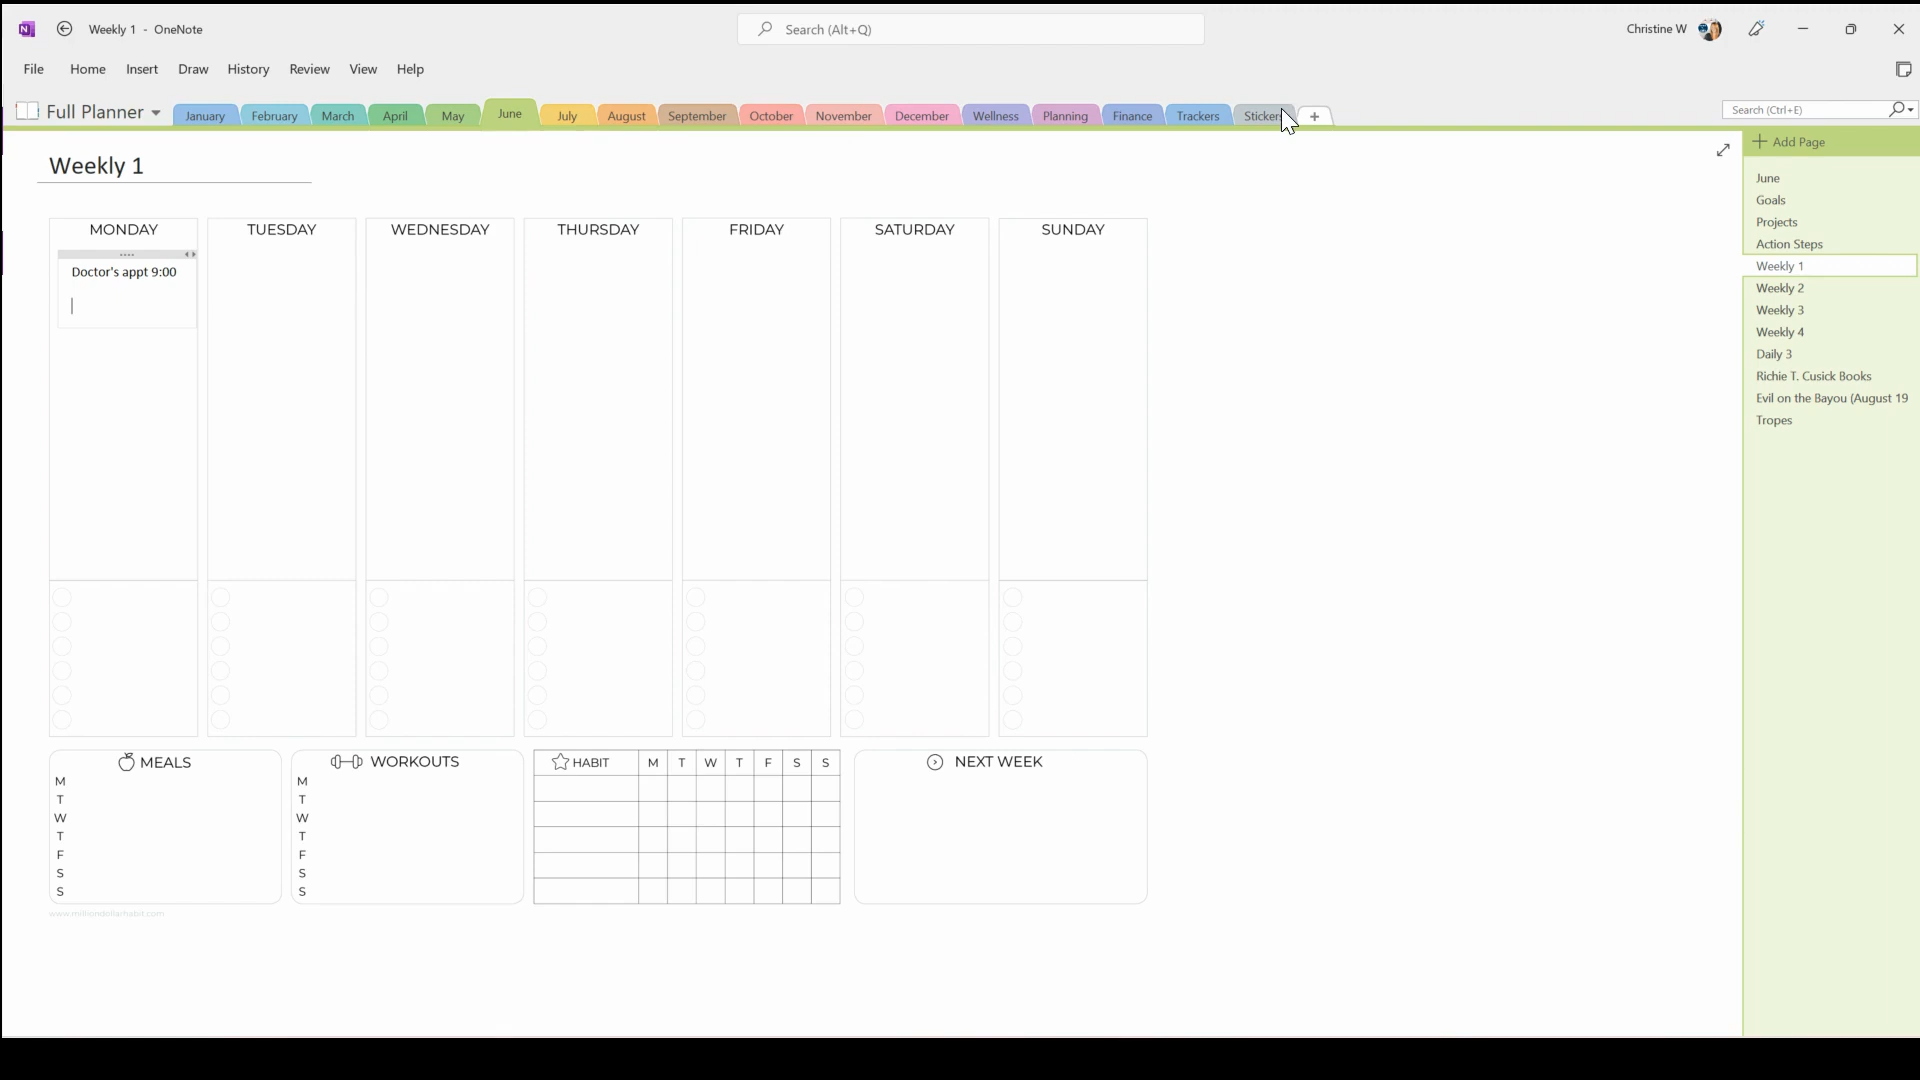 Weekly 1 - OneNote
Search (Alt+Q)
Christine W
File Home Insert Draw History Review View Help
Full Planner January February March April May June July August September October November December Wellness Planning Finance Trackers Sticker
Search (Ctrl+E)
Add Page
Weekly 1
June
Goals
Projects
Action Steps
Weekly 1
Weekly 2
Weekly 3
Weekly 4
Daily 3
Richie T. Cusick Books
Evil on the Bayou (August 19
Tropes
MONDAY TUESDAY WEDNESDAY THURSDAY FRIDAY SATURDAY SUNDAY
Doctor's appt 9:00
MEALS
M
T
W
T
F
S
S
WORKOUTS
M
T
W
T
F
S
S
HABIT M T W T F S S
NEXT WEEK
www.milliondollarhabit.com